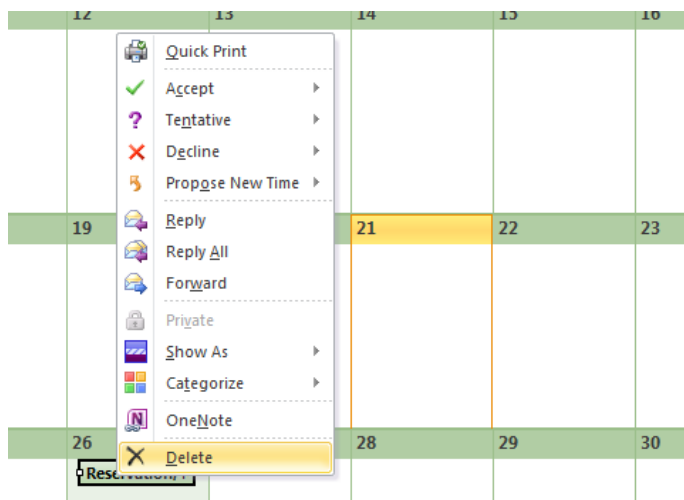 12 13 14 15 16
Quick Print
Accept
Tentative
Decline
Propose New Time
19 21 22 23
Reply
Reply All
Forward
Private
Show As
Categorize
OneNote
26 28 29 30
Delete
Reservation,